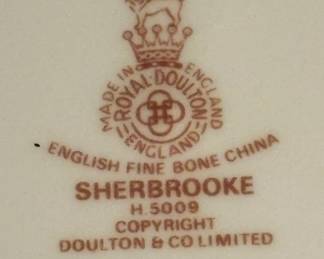 MADE IN ENGLAND
ROYAL·DOULTON
ENGLAND
ENGLISH FINE BONE CHINA
SHERBROOKE
H.5009
COPYRIGHT
DOULTON & CO LIMITED